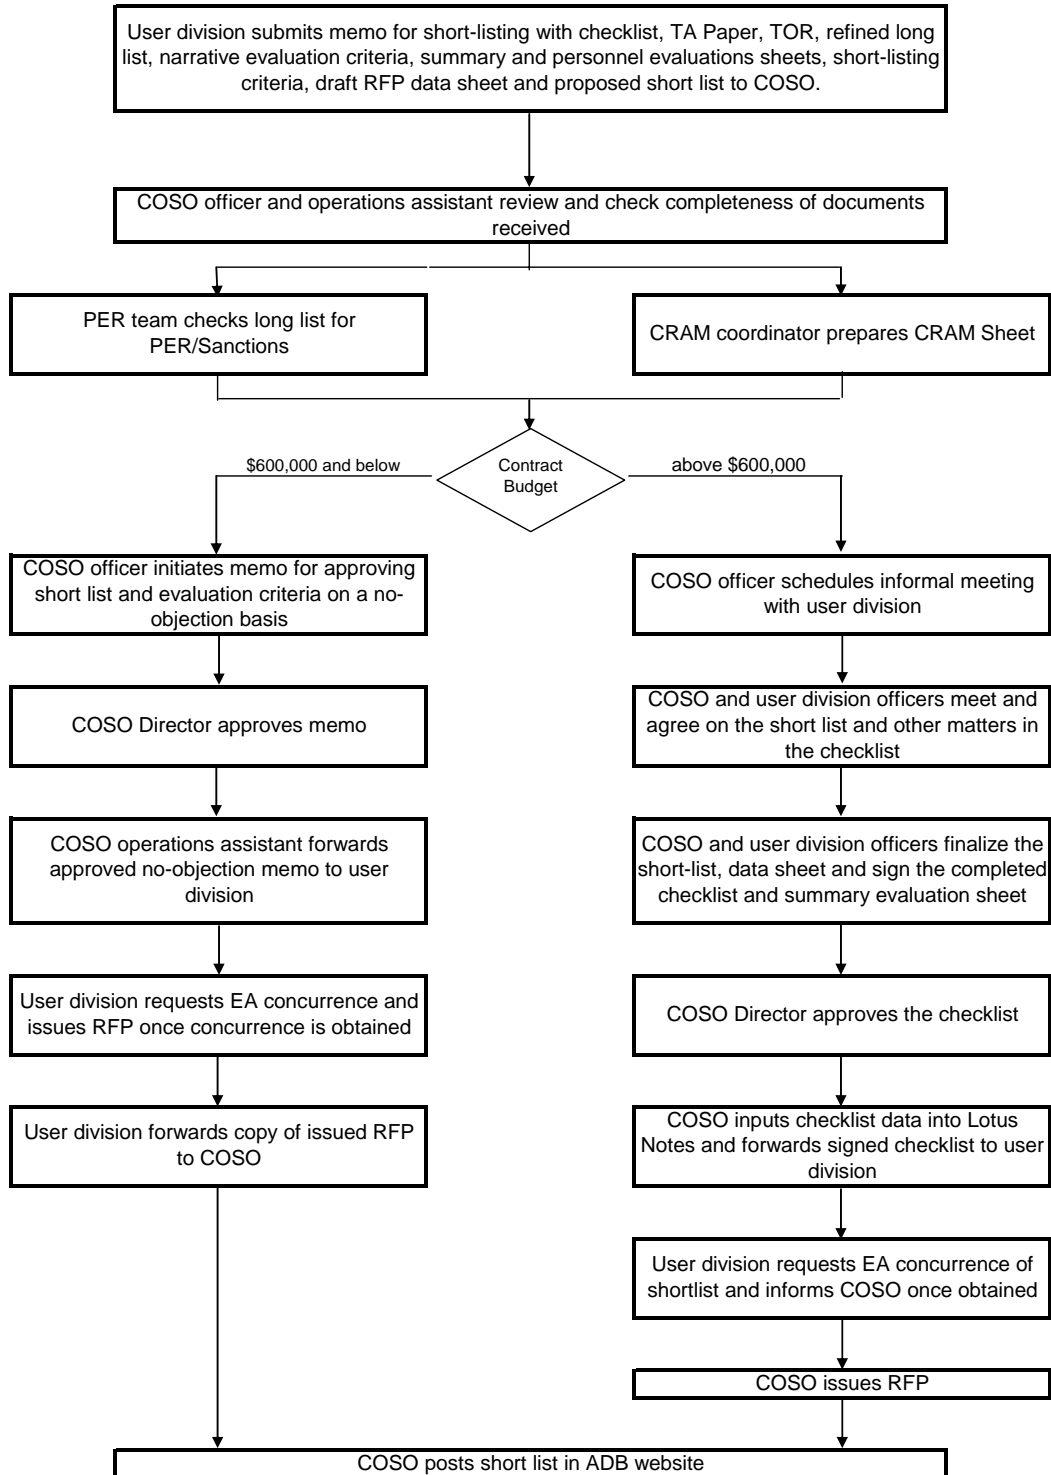 User division submits memo for short-listing with checklist, TA Paper, TOR, refined long
list, narrative evaluation criteria, summary and personnel evaluations sheets, short-listing
criteria, draft RFP data sheet and proposed short list to COSO.
COSO officer and operations assistant review and check completeness of documents
received
PER team checks long list for
PER/Sanctions
CRAM coordinator prepares CRAM Sheet
Contract
Budget
$600,000 and below
above $600,000
COSO officer initiates memo for approving
short list and evaluation criteria on a no-
objection basis
COSO Director approves memo
COSO operations assistant forwards
approved no-objection memo to user
division
User division requests EA concurrence and
issues RFP once concurrence is obtained
User division forwards copy of issued RFP
to COSO
COSO officer schedules informal meeting
with user division
COSO and user division officers meet and
agree on the short list and other matters in
the checklist
COSO and user division officers finalize the
short-list, data sheet and sign the completed
checklist and summary evaluation sheet
COSO Director approves the checklist
COSO inputs checklist data into Lotus
Notes and forwards signed checklist to user
division
User division requests EA concurrence of
shortlist and informs COSO once obtained
COSO issues RFP
COSO posts short list in ADB website